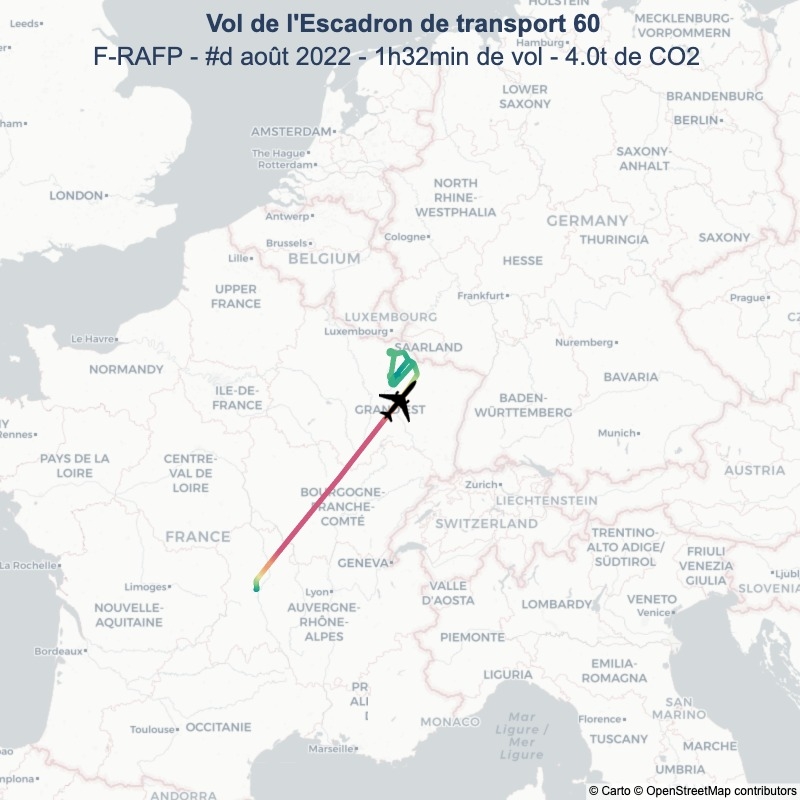 Vol de l'Escadron de transport 60
F-RAFP - #d août 2022 - 1h32min de vol - 4.0t de CO2
HOLSTEIN
MECKLENBURG-
VORPOMMERN
Leeds
Hamburg
LOWER
SAXONY
BRANDENBURG
BERLIN
AMSTERDAM
The Hague
Rotterdam
SAXONY-
ANHALT
LONDON
NORTH
RHINE-
WESTPHALIA
Antwerp
GERMANY
Cologne
THURINGIA
SAXONY
Brussels
BELGIUM
Lille
HESSE
UPPER
FRANCE
Frankfurt
Prague
LUXEMBOURG
Luxembourg
Le Havre
SAARLAND
Nuremberg
NORMANDY
BAVARIA
ILE-DE-
FRANCE
GRAND EST
BADEN-
WÜRTTEMBERG
Rennes
Munich
PAYS DE LA
LOIRE
CENTRE-
VAL DE
LOIRE
AUSTRIA
BOURGOGNE-
FRANCHE-
COMTÉ
Zurich
LIECHTENSTEIN
SWITZERLAND
FRANCE
TRENTINO-
ALTO ADIGE/
SÜDTIROL
FRIULI
VENEZIA
GIULIA
GENEVA
La Rochelle
Limoges
Lyon
VALLE
D'AOSTA
LOMBARDY
VENETO
Venice
SLOVENIA
NOUVELLE-
AQUITAINE
AUVERGNE-
RHÔNE-
ALPES
PIEMONTE
Bordeaux
EMILIA-
ROMAGNA
LIGURIA
SAN
MARINO
Toulouse
OCCITANIE
MONACO
Mar
Ligure /
Mer
Ligure
Florence
TUSCANY
MARCHE
Marseille
UMBRIA
ANDORRA
© Carto © OpenStreetMap contributors